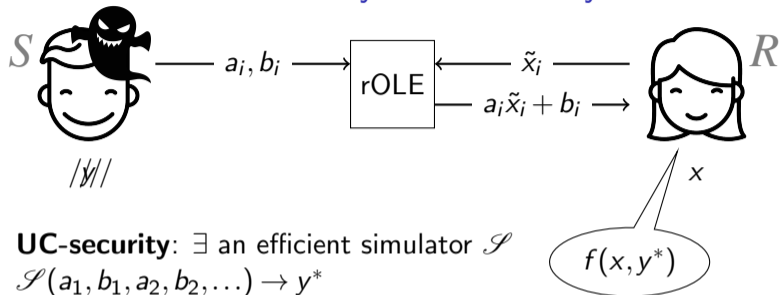 S
a_i, b_i
rOLE
x̃_i
a_i x̃_i + b_i
R
y
x
UC-security: ∃ an efficient simulator 𝒮
𝒮(a_1, b_1, a_2, b_2, ...) → y*
f(x, y*)